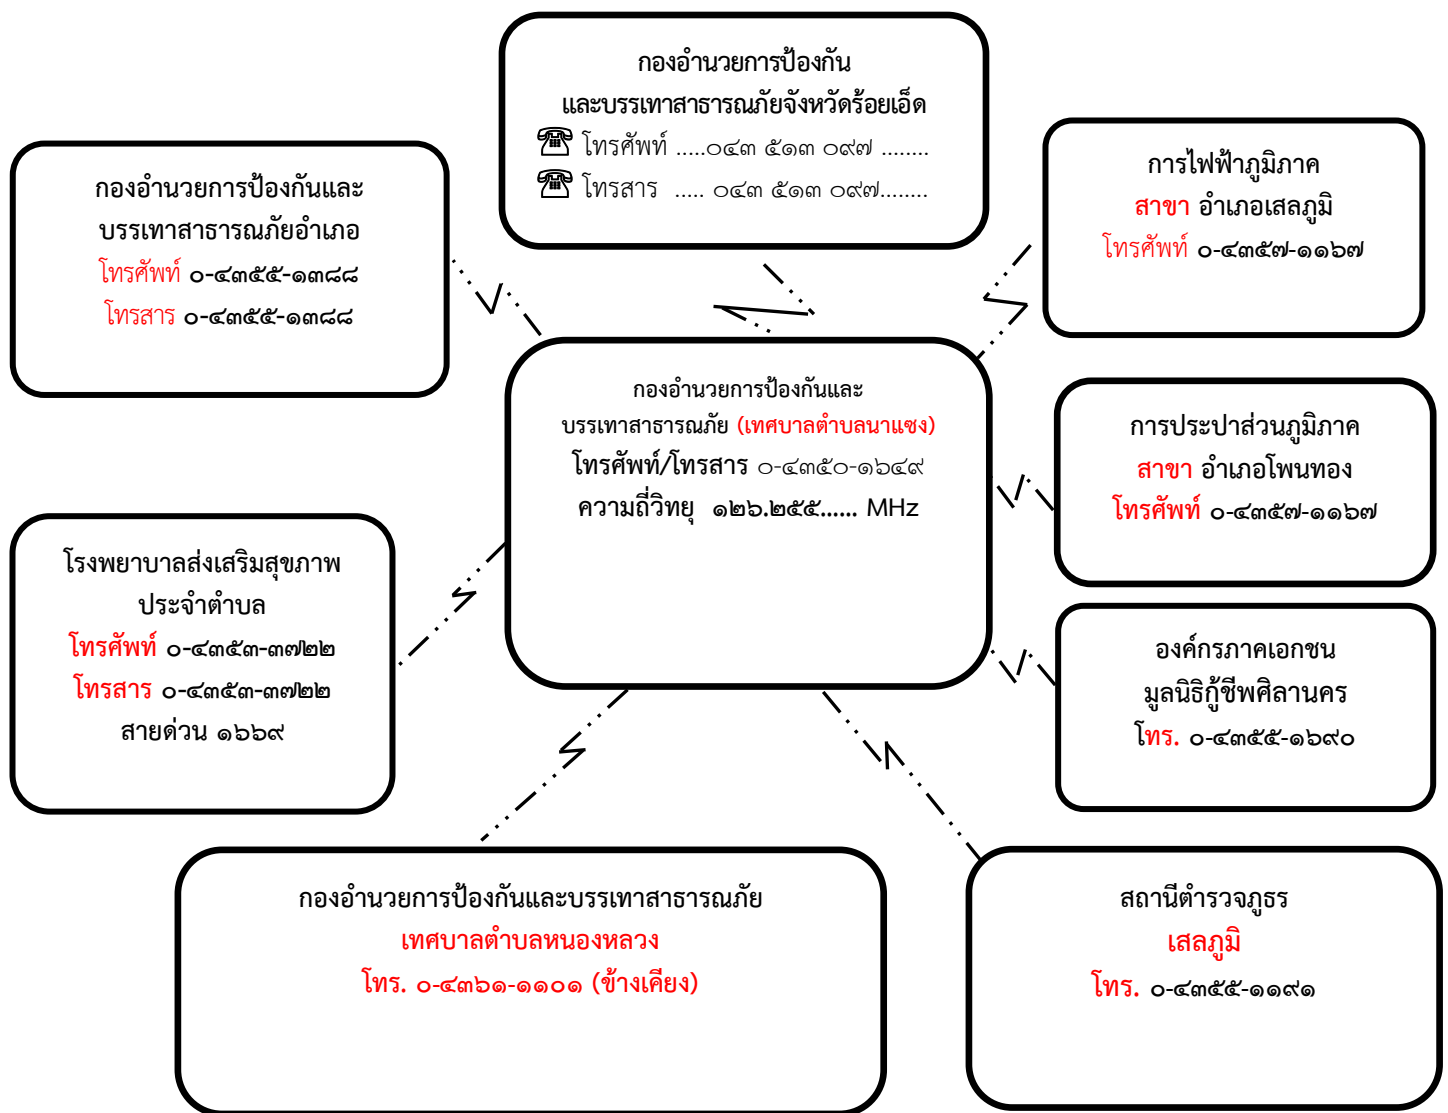 กองอำนวยการป้องกัน
และบรรเทาสาธารณภัยจังหวัดร้อยเอ็ด
☎ โทรศัพท์ .....๐๔๓ ๕๑๓ ๐๙๗ ........
☎ โทรสาร ..... ๐๔๓ ๕๑๓ ๐๙๗........
กองอำนวยการป้องกันและ
บรรเทาสาธารณภัยอำเภอ
โทรศัพท์ ๐-๔๓๕๕-๑๓๘๘
โทรสาร ๐-๔๓๕๕-๑๓๘๘
การไฟฟ้าภูมิภาค
สาขา อำเภอเสลภูมิ
โทรศัพท์ ๐-๔๓๕๗-๑๑๖๗
กองอำนวยการป้องกันและ
บรรเทาสาธารณภัย (เทศบาลตำบลนาแซง)
โทรศัพท์/โทรสาร ๐-๔๓๕๐-๑๖๔๙
ความถี่วิทยุ ๑๒๖.๒๕๕...... MHz
การประปาส่วนภูมิภาค
สาขา อำเภอโพนทอง
โทรศัพท์ ๐-๔๓๕๗-๑๑๖๗
โรงพยาบาลส่งเสริมสุขภาพ
ประจำตำบล
โทรศัพท์ ๐-๔๓๕๓-๓๗๒๒
โทรสาร ๐-๔๓๕๓-๓๗๒๒
สายด่วน ๑๖๖๙
องค์กรภาคเอกชน
มูลนิธิกู้ชีพศิลานคร
โทร. ๐-๔๓๕๕-๑๖๙๐
กองอำนวยการป้องกันและบรรเทาสาธารณภัย
เทศบาลตำบลหนองหลวง
โทร. ๐-๔๓๖๑-๑๑๐๑ (ข้างเคียง)
สถานีตำรวจภูธร
เสลภูมิ
โทร. ๐-๔๓๕๕-๑๑๙๑